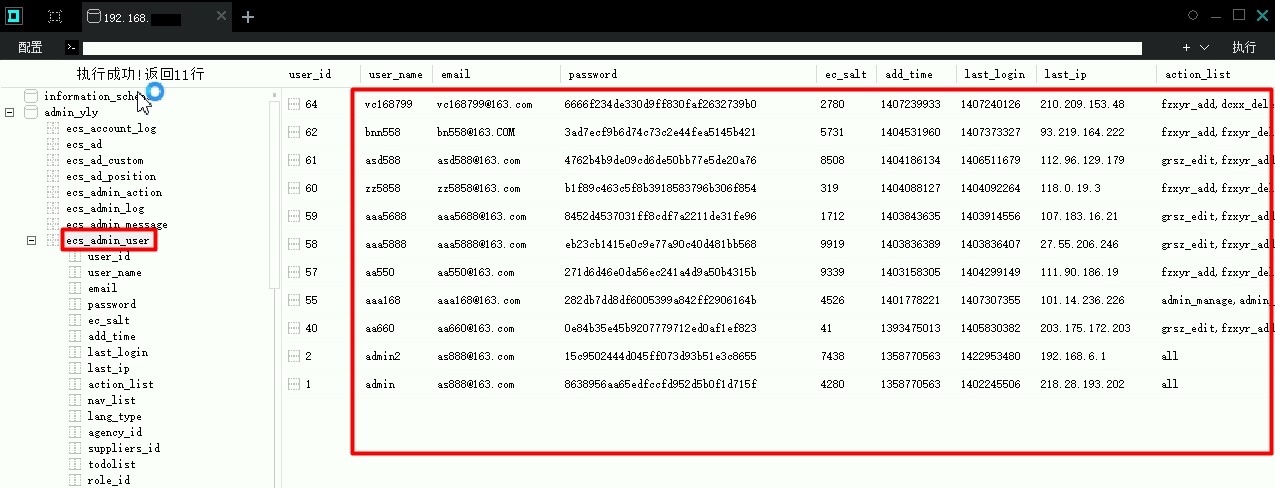 192.168.
配置
执行
执行成功!返回11行
user_id user_name email password ec_salt add_time last_login last_ip action_list
information_sche
admin_yly
ecs_account_log
ecs_ad
ecs_ad_custom
ecs_ad_position
ecs_admin_action
ecs_admin_log
ecs_admin_message
ecs_admin_user
user_id
user_name
email
password
ec_salt
add_time
last_login
last_ip
action_list
nav_list
lang_type
agency_id
suppliers_id
todolist
role_id
64 vc168799 vc168799@163.com 6666f234de330d9ff830faf2632739b0 2780 1407239933 1407240126 210.209.153.48 fzxyr_add, dcxx_dele
62 bnn558 bn558@163.COM 3ad7ecf9b6d74c73c2e44fea5145b421 5731 1404531960 1407373327 93.219.164.222 fzxyr_add, fzxyr_del
61 asd588 asd588@163.com 4762b4b9de09cd6de50bb77e5de20a76 8508 1404186134 1406511679 112.96.129.179 grsz_edit, fzxyr_add
60 zz5858 zz5858@163.com b1f89c463c5f8b3918583796b306f854 319 1404088127 1404092264 118.0.19.3 fzxyr_add, fzxyr_del
59 aaa5688 aaa5688@163.com 8452d4537031ff8cdf7a2211de31fe96 1712 1403843635 1403914556 107.183.16.21 grsz_edit, fzxyr_add
58 aaa5888 aaa5888@163.com eb23cb1415e0c9e77a90c40d481bb568 9919 1403836389 1403836407 27.55.206.246 grsz_edit, fzxyr_add
57 aa550 aa550@163.com 271d6d46e0da56ec241a4d9a50b4315b 9339 1403158305 1404299149 111.90.186.19 fzxyr_add, fzxyr_del
55 aaa168 aaa168@163.com 282db7dd8df6005399a842ff2906164b 4526 1401778221 1407307355 101.14.236.226 admin_manage, admin_
40 aa660 aa660@163.com 0e84b35e45b9207779712ed0af1ef823 41 1393475013 1405830382 203.175.172.203 grsz_edit, fzxyr_add
2 admin2 as888@163.com 15c9502444d045ff073d93b51e3c8655 7438 1358770563 1422953480 192.168.6.1 all
1 admin as888@163.com 8638956aa65edfccfd952d5b0f1d715f 4280 1358770563 1402245506 218.28.193.202 all